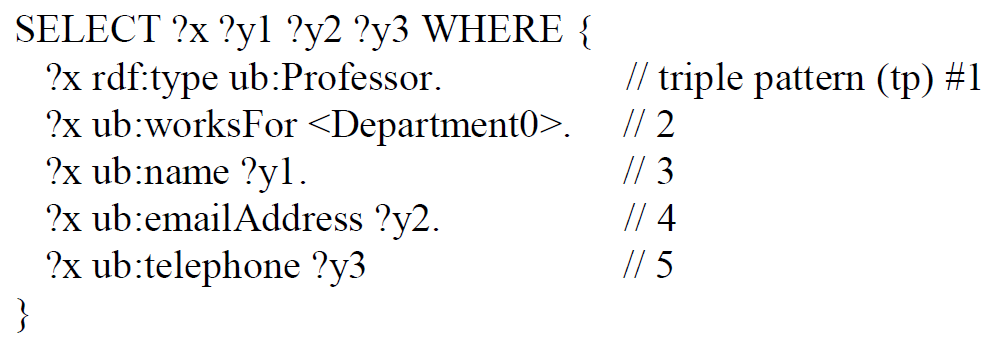 SELECT ?x ?y1 ?y2 ?y3 WHERE {
?x rdf:type ub:Professor. // triple pattern (tp) #1
?x ub:worksFor <Department0>. // 2
?x ub:name ?y1. // 3
?x ub:emailAddress ?y2. // 4
?x ub:telephone ?y3 // 5
}